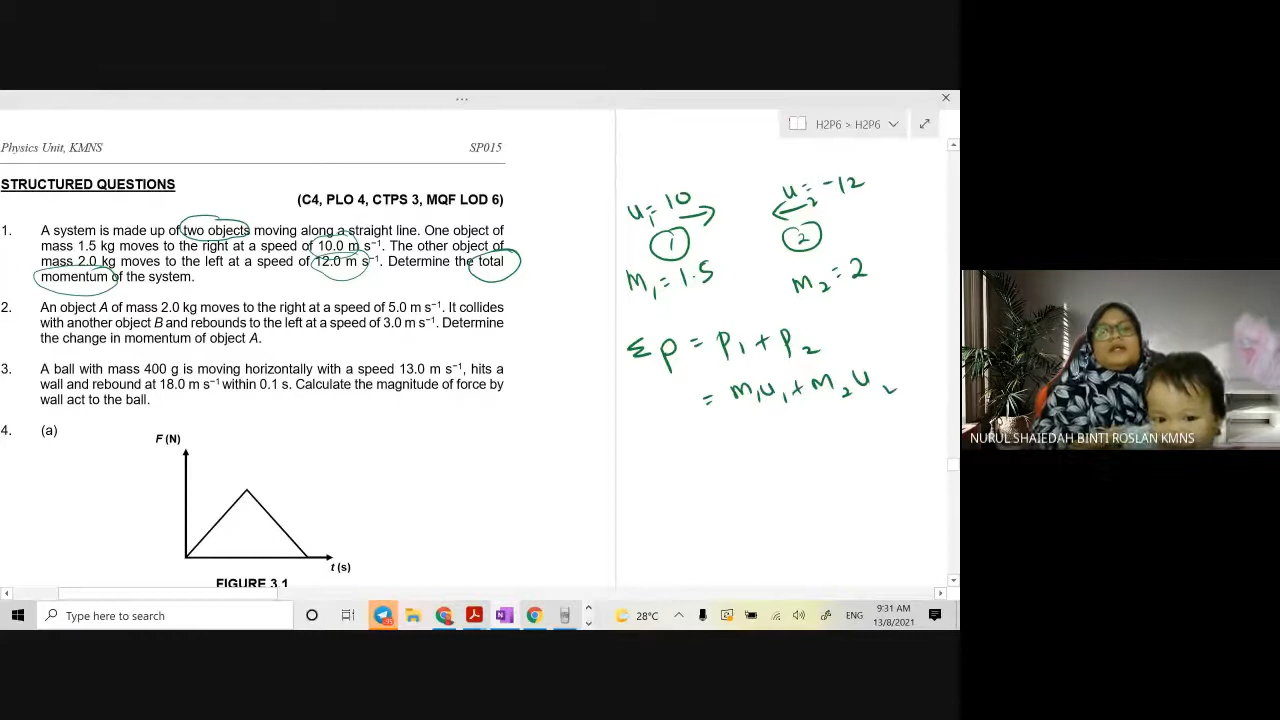 H2P6 > H2P6
Physics Unit, KMNS SP015
STRUCTURED QUESTIONS
(C4, PLO 4, CTPS 3, MQF LOD 6)
1. A system is made up of two objects moving along a straight line. One object of
mass 1.5 kg moves to the right at a speed of 10.0 m s⁻¹. The other object of
mass 2.0 kg moves to the left at a speed of 12.0 m s⁻¹. Determine the total
momentum of the system.
2. An object A of mass 2.0 kg moves to the right at a speed of 5.0 m s⁻¹. It collides
with another object B and rebounds to the left at a speed of 3.0 m s⁻¹. Determine
the change in momentum of object A.
3. A ball with mass 400 g is moving horizontally with a speed 13.0 m s⁻¹, hits a
wall and rebound at 18.0 m s⁻¹ within 0.1 s. Calculate the magnitude of force by
wall act to the ball.
4. (a)
F (N)
t (s)
FIGURE 3.1
u₁ = 10 u₂ = -12
1 2
m₁ = 1.5 m₂ = 2
Σp = p₁ + p₂
= m₁u₁ + m₂u₂
NURUL SHAIEDAH BINTI ROSLAN KMNS
Type here to search 28°C ENG 9:31 AM
13/8/2021